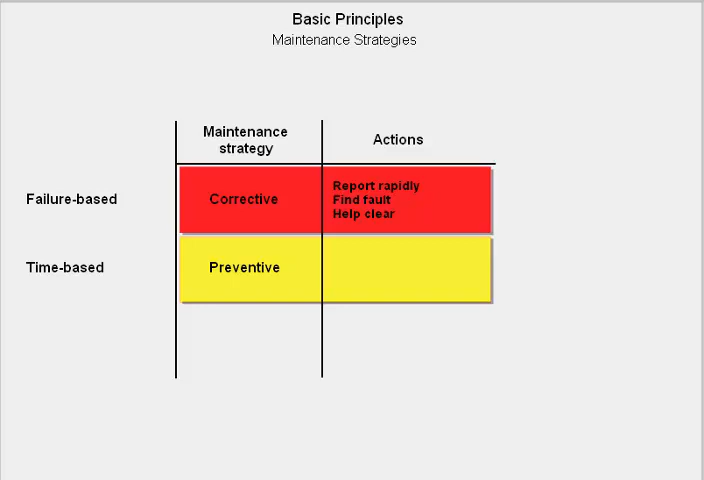 Basic Principles
Maintenance Strategies
Maintenance
strategy
Actions
Failure-based
Corrective
Report rapidly
Find fault
Help clear
Time-based
Preventive